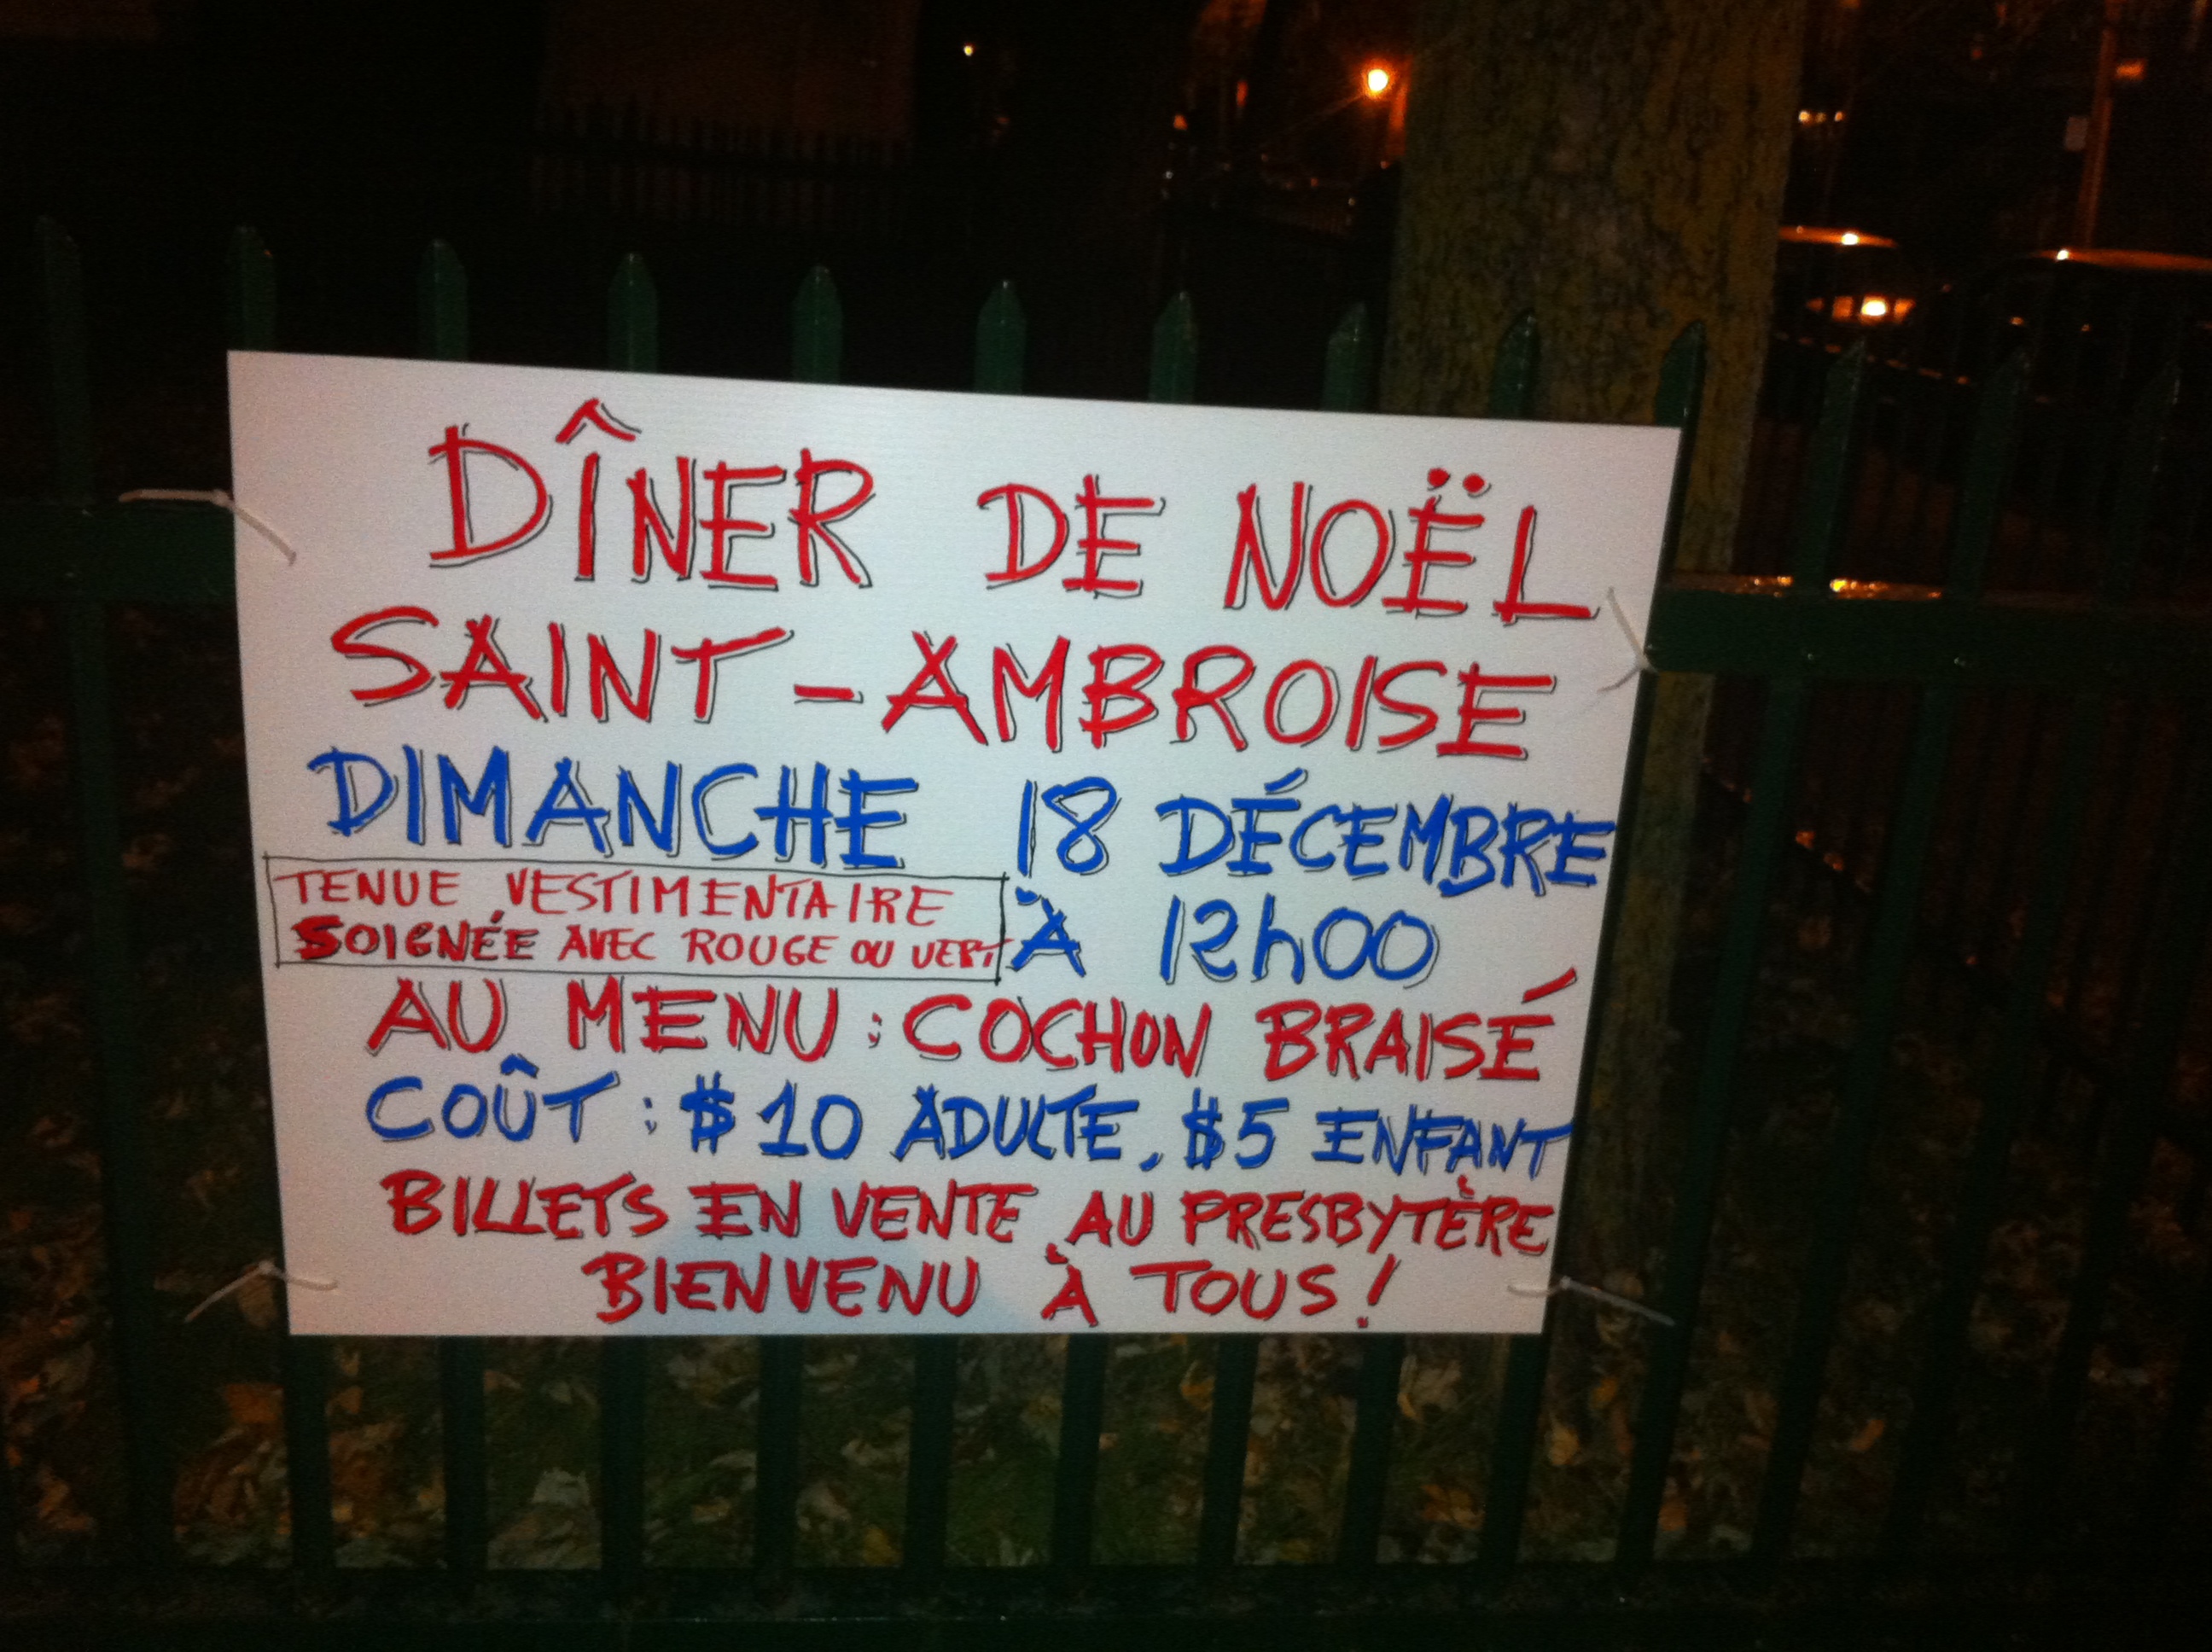 DÎNER DE NOËL
SAINT-AMBROISE
DIMANCHE 18 DÉCEMBRE
À 12h00
TENUE VESTIMENTAIRE
SOIGNÉE AVEC ROUGE OU VERT
AU MENU : COCHON BRAISÉ
COÛT : $10 ADULTE, $5 ENFANT
BILLETS EN VENTE AU PRESBYTÈRE
BIENVENU À TOUS !